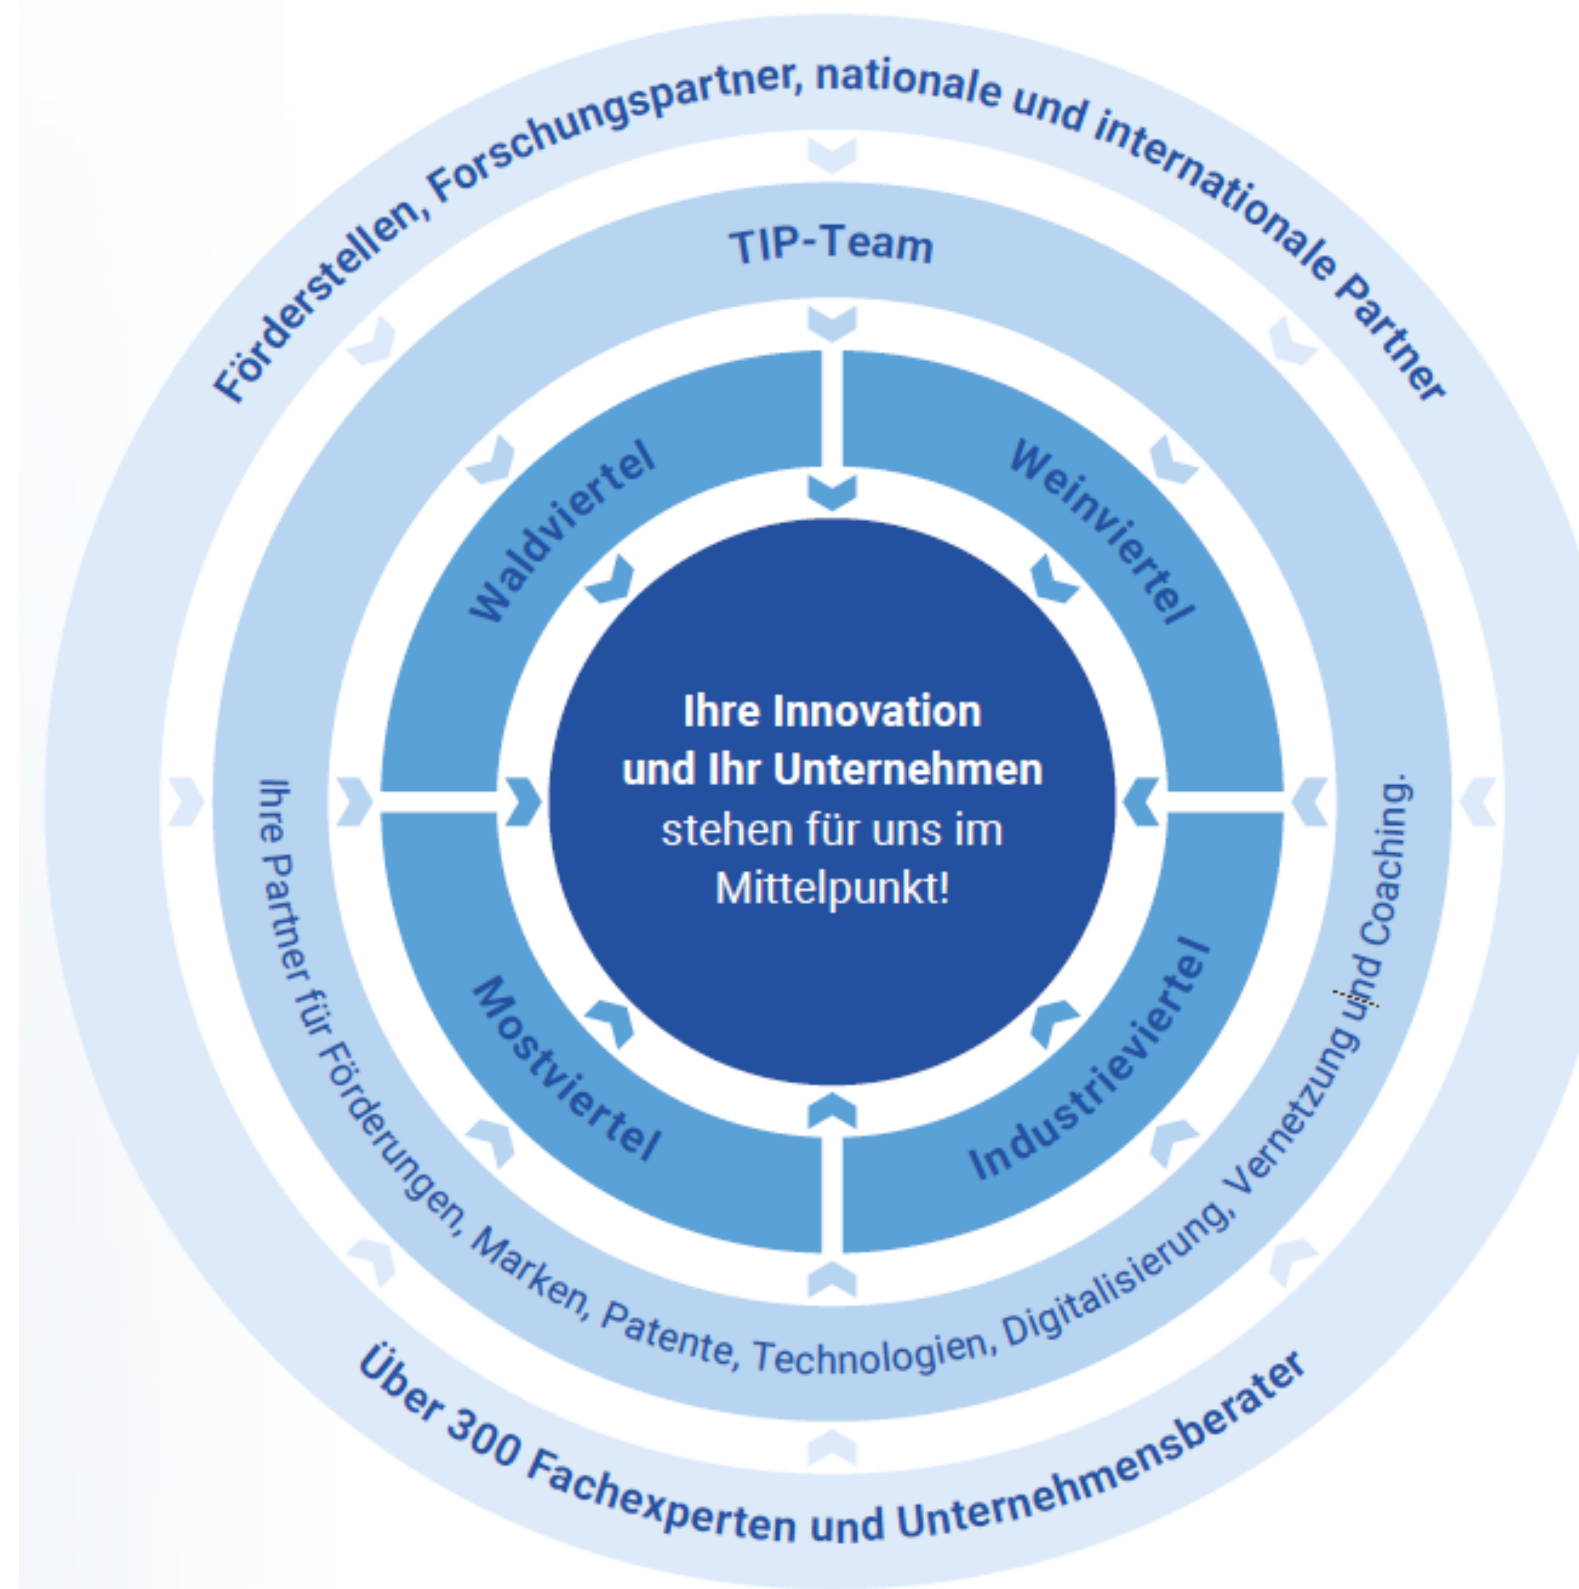 Förderstellen, Forschungspartner, nationale und internationale Partner
TIP-Team
Waldviertel
Weinviertel
Ihre Innovation
und Ihr Unternehmen
stehen für uns im
Mittelpunkt!
Mostviertel
Industrieviertel
Ihre Partner für Förderungen, Marken, Patente, Technologien, Digitalisierung, Vernetzung und Coaching.
Über 300 Fachexperten und Unternehmensberater